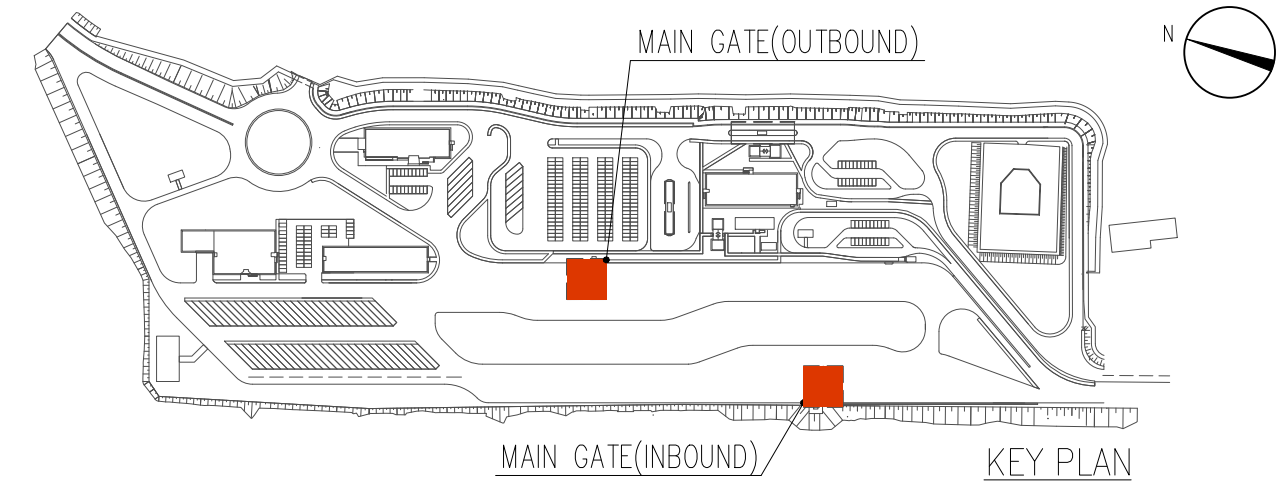 MAIN GATE(OUTBOUND)
N
MAIN GATE(INBOUND)
KEY PLAN